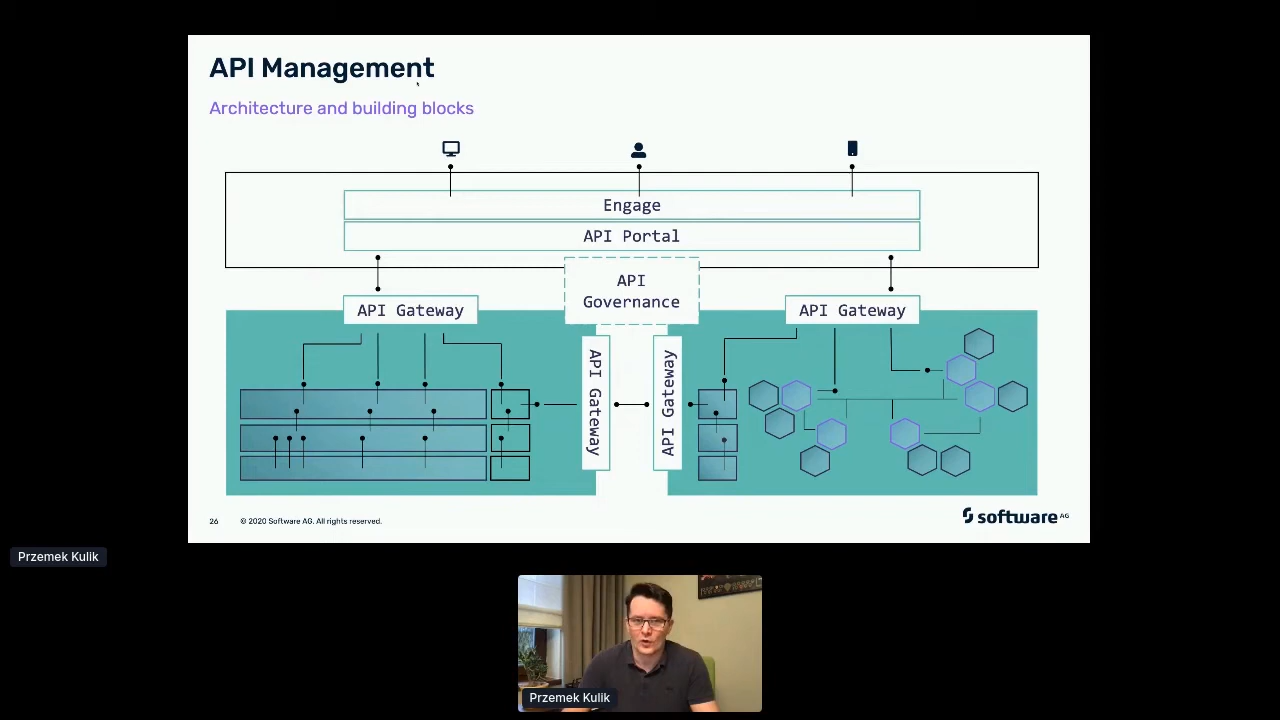 API Management
Architecture and building blocks
Engage
API Portal
API
Governance
API Gateway
API Gateway
API Gateway
API Gateway
26
© 2020 Software AG. All rights reserved.
software AG
Przemek Kulik
Przemek Kulik